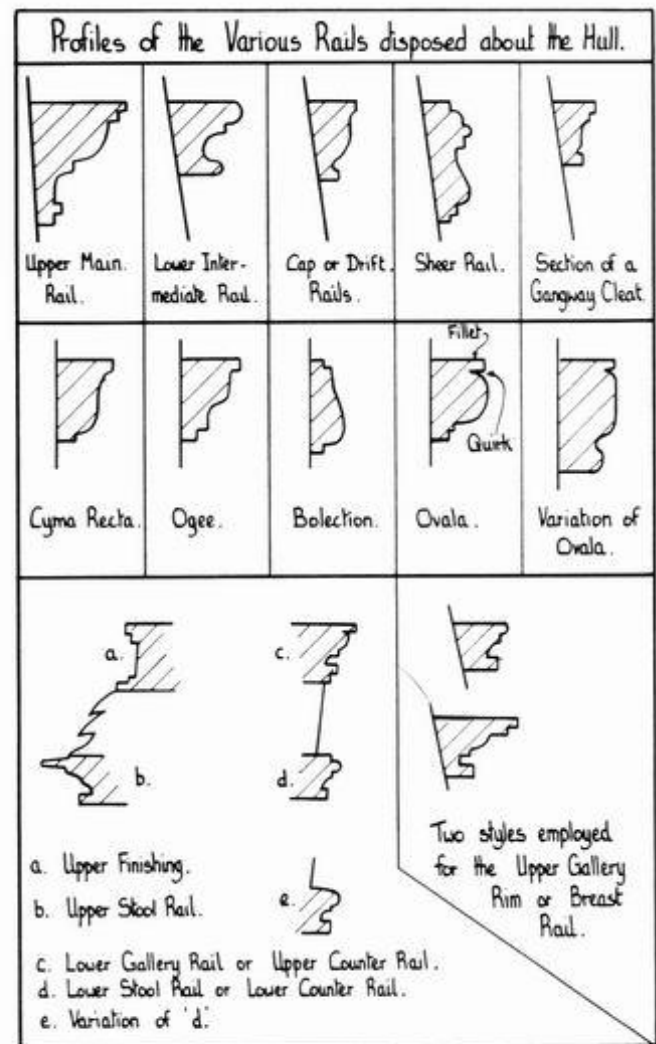 Profiles of the Various Rails disposed about the Hull.
Upper Main.
Rail.
Lower Inter-
mediate Rail.
Cap or Drift.
Rails.
Sheer Rail.
Section of a
Gangway Cleat.
Fillet
Quirk
Cyma Recta.
Ogee.
Bolection.
Ovala.
Variation of
Ovala.
a.
b.
c.
d.
e.
a. Upper Finishing.
b. Upper Stool Rail.
c. Lower Gallery Rail or Upper Counter Rail.
d. Lower Stool Rail or Lower Counter Rail.
e. Variation of 'd'.
Two styles employed
for the Upper Gallery
Rim or Breast
Rail.